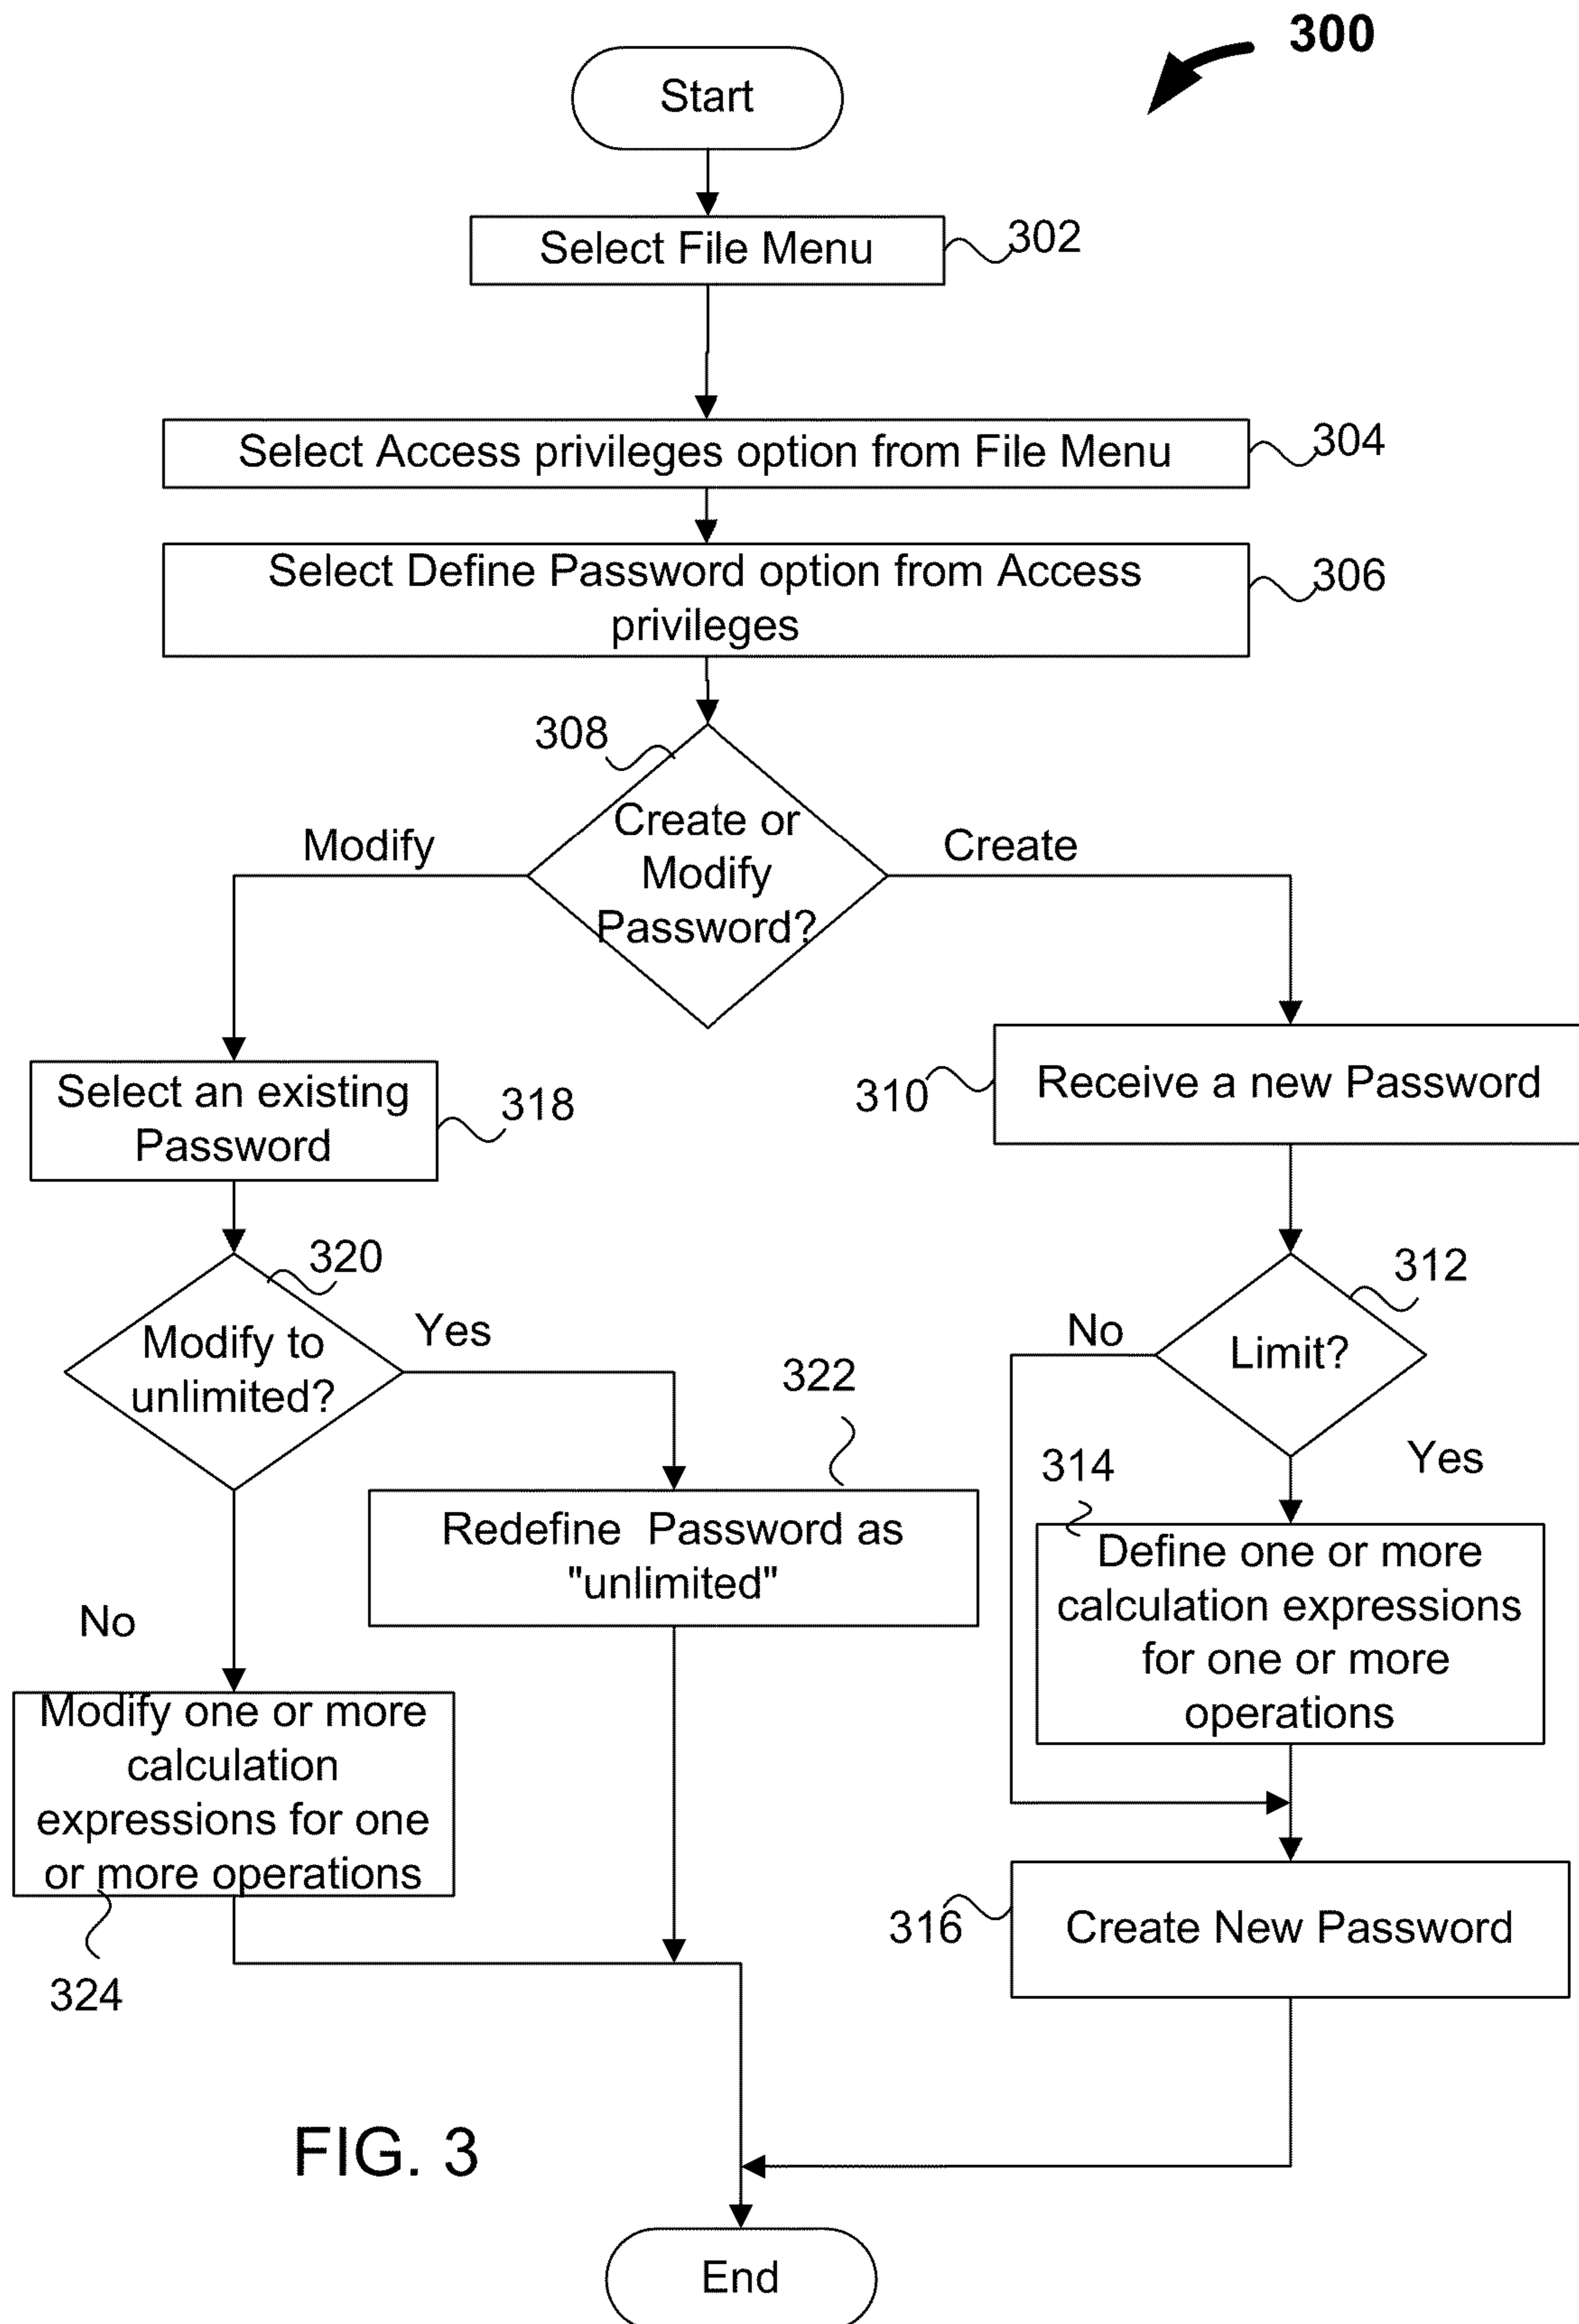 300
Start
Select File Menu
302
Select Access privileges option from File Menu
304
Select Define Password option from Access
privileges
306
308
Create or
Modify
Password?
Modify
Create
Select an existing
Password
318
310
Receive a new Password
320
Modify to
unlimited?
Yes
312
Limit?
No
Yes
322
Redefine  Password as
"unlimited"
314
Define one or more
calculation expressions
for one or more
operations
No
Modify one or more
calculation
expressions for one
or more operations
324
316
Create New Password
FIG. 3
End